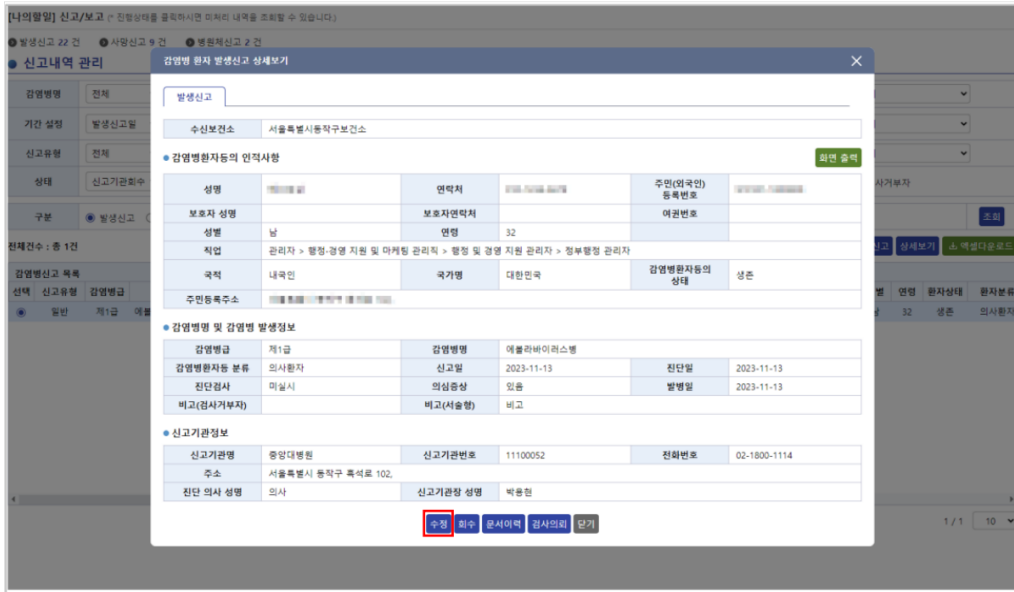 [나의할일] 신고/보고 (* 진행상태를 클릭하시면 미처리 내역을 조회할 수 있습니다.)
발생신고 22 건 사망신고 9 건 병원체신고 2 건
신고내역 관리
감염병명 전체
기간 설정 발생신고일
신고유형 전체
상태 신고기관회수 사거부자
구분 발생신고 조회
전체건수 : 총 1건 신고 상세보기 엑셀다운로드
감염병신고 목록
선택 신고유형 감염병급 별 연령 환자상태 환자분류
일반 제1급 에볼 32 생존 의사환자
1 / 1 10
감염병 환자 발생신고 상세보기
발생신고
수신보건소 서울특별시동작구보건소
감염병환자등의 인적사항 화면 출력
성명 연락처 주민(외국인) 등록번호
보호자 성명 보호자연락처 여권번호
성별 남 연령 32
직업 관리자 > 행정·경영 지원 및 마케팅 관리직 > 행정 및 경영 지원 관리자 > 정부행정 관리자
국적 내국인 국가명 대한민국 감염병환자등의 상태 생존
주민등록주소
감염병명 및 감염병 발생정보
감염병급 제1급 감염병명 에볼라바이러스병
감염병환자등 분류 의사환자 신고일 2023-11-13 진단일 2023-11-13
진단검사 미실시 의심증상 있음 발병일 2023-11-13
비고(검사거부자) 비고(서술형) 비고
신고기관정보
신고기관명 중앙대병원 신고기관번호 11100052 전화번호 02-1800-1114
주소 서울특별시 동작구 흑석로 102,
진단 의사 성명 의사 신고기관장 성명 박용현
수정 회수 문서이력 검사의뢰 닫기